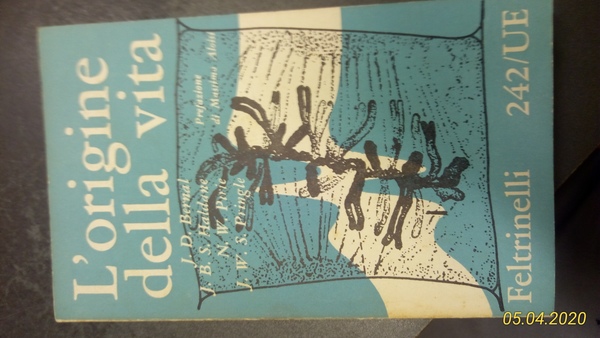 L'origine
della vita
J. D. Bernal
J. B. S. Haldane
N. W. Pirie
J. W. S. Pringle
Prefazione
di Massimo Aloisi
Feltrinelli 242/UE
05.04.2020